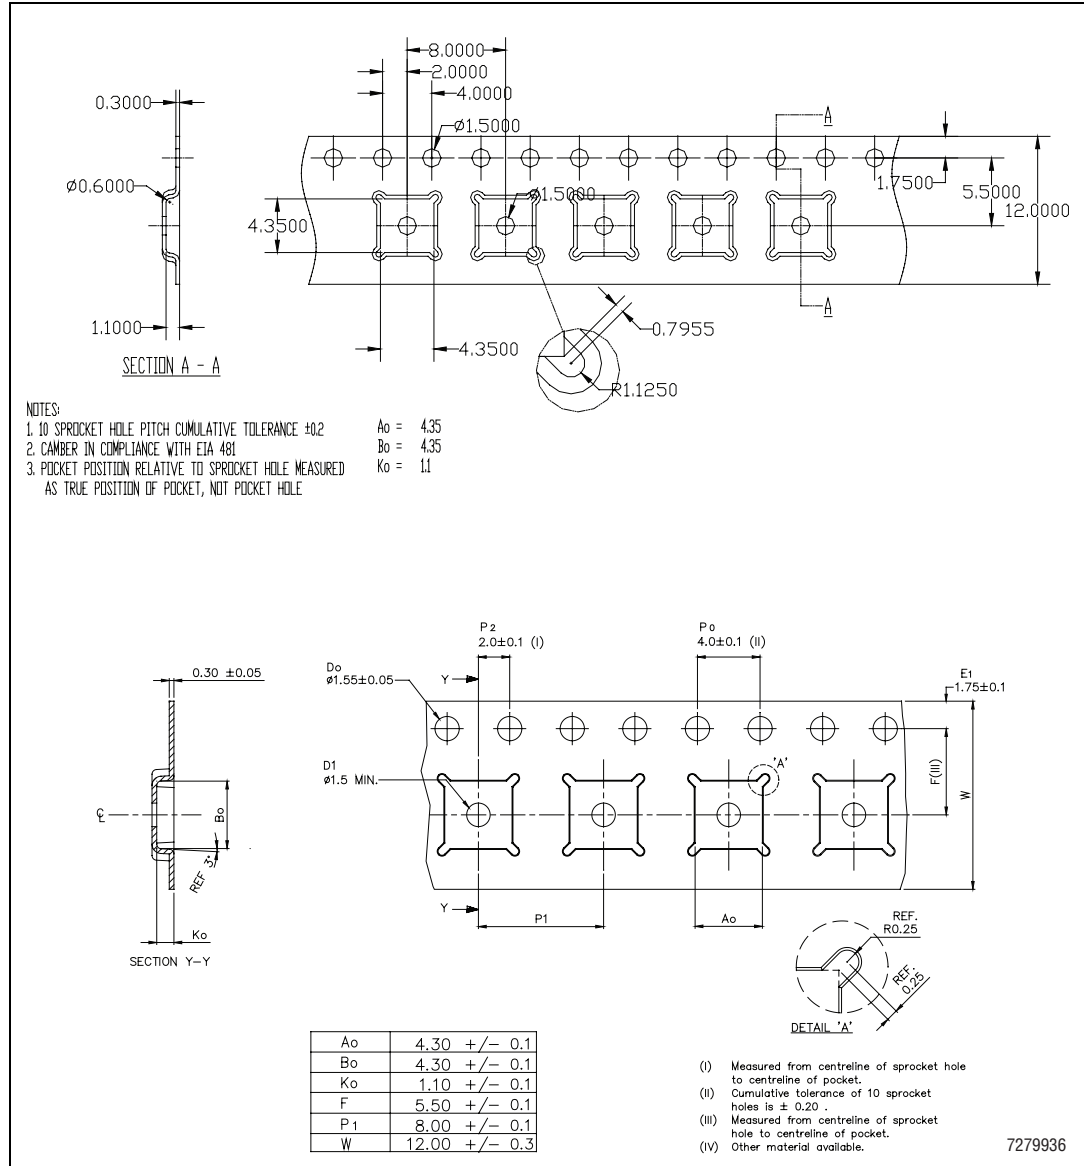 8.0000
2.0000
4.0000
0.3000
ø1.5000
A
1.7500
5.5000
12.0000
ø0.6000
ø1.5000
4.3500
1.1000
A
0.7955
4.3500
R1.1250
SECTION A - A
NOTES:
1. 10 SPROCKET HOLE PITCH CUMULATIVE TOLERANCE ±0.2
2. CAMBER IN COMPLIANCE WITH EIA 481
3. POCKET POSITION RELATIVE TO SPROCKET HOLE MEASURED
AS TRUE POSITION OF POCKET, NOT POCKET HOLE
Ao = 4.35
Bo = 4.35
Ko = 1.1
P2
2.0±0.1 (I)
Po
4.0±0.1 (II)
0.30 ±0.05
Do
ø1.55±0.05
Y
E1
1.75±0.1
D1
ø1.5 MIN.
'A'
F(III)
W
℄
Bo
REF 3°
Y
P1
Ao
Ko
SECTION Y-Y
REF.
R0.25
REF.
0.25
DETAIL 'A'
Ao 4.30 +/- 0.1
Bo 4.30 +/- 0.1
Ko 1.10 +/- 0.1
F 5.50 +/- 0.1
P1 8.00 +/- 0.1
W 12.00 +/- 0.3
(I) Measured from centreline of sprocket hole
to centreline of pocket.
(II) Cumulative tolerance of 10 sprocket
holes is ± 0.20 .
(III) Measured from centreline of sprocket
hole to centreline of pocket.
(IV) Other material available.
7279936